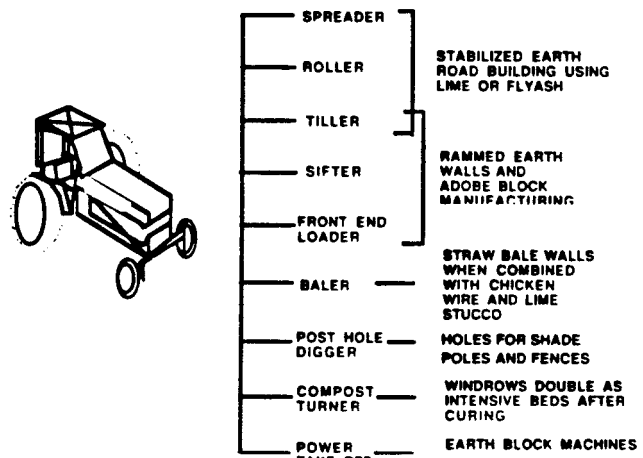 SPREADER
ROLLER
TILLER
SIFTER
FRONT END
LOADER
BALER
POST HOLE
DIGGER
COMPOST
TURNER
POWER
STABILIZED EARTH
ROAD BUILDING USING
LIME OR FLYASH
RAMMED EARTH
WALLS AND
ADOBE BLOCK
MANUFACTURING
STRAW BALE WALLS
WHEN COMBINED
WITH CHICKEN
WIRE AND LIME
STUCCO
HOLES FOR SHADE
POLES AND FENCES
WINDROWS DOUBLE AS
INTENSIVE BEDS AFTER
CURING
EARTH BLOCK MACHINES